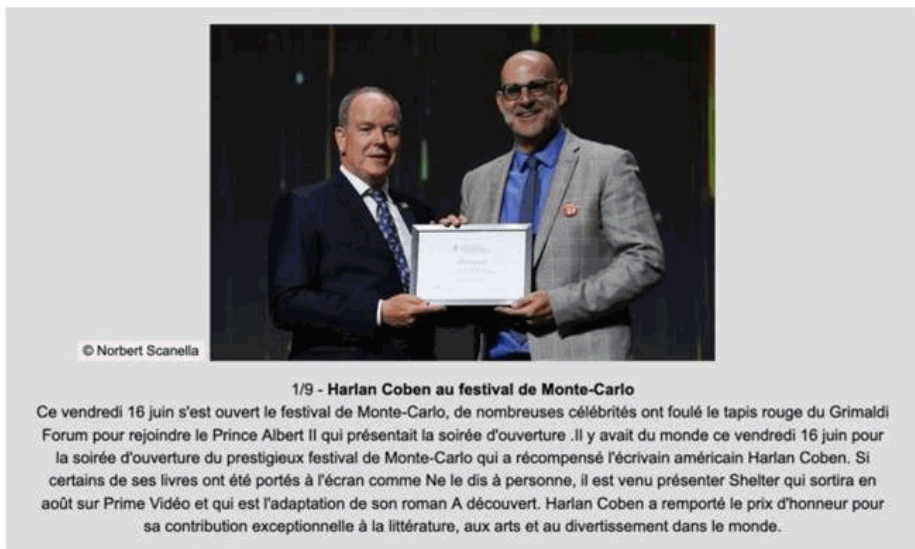 © Norbert Scanella
1/9 - Harlan Coben au festival de Monte-Carlo
Ce vendredi 16 juin s'est ouvert le festival de Monte-Carlo, de nombreuses célébrités ont foulé le tapis rouge du Grimaldi
Forum pour rejoindre le Prince Albert II qui présentait la soirée d'ouverture .Il y avait du monde ce vendredi 16 juin pour
la soirée d'ouverture du prestigieux festival de Monte-Carlo qui a récompensé l'écrivain américain Harlan Coben. Si
certains de ses livres ont été portés à l'écran comme Ne le dis à personne, il est venu présenter Shelter qui sortira en
août sur Prime Vidéo et qui est l'adaptation de son roman A découvert. Harlan Coben a remporté le prix d'honneur pour
sa contribution exceptionnelle à la littérature, aux arts et au divertissement dans le monde.